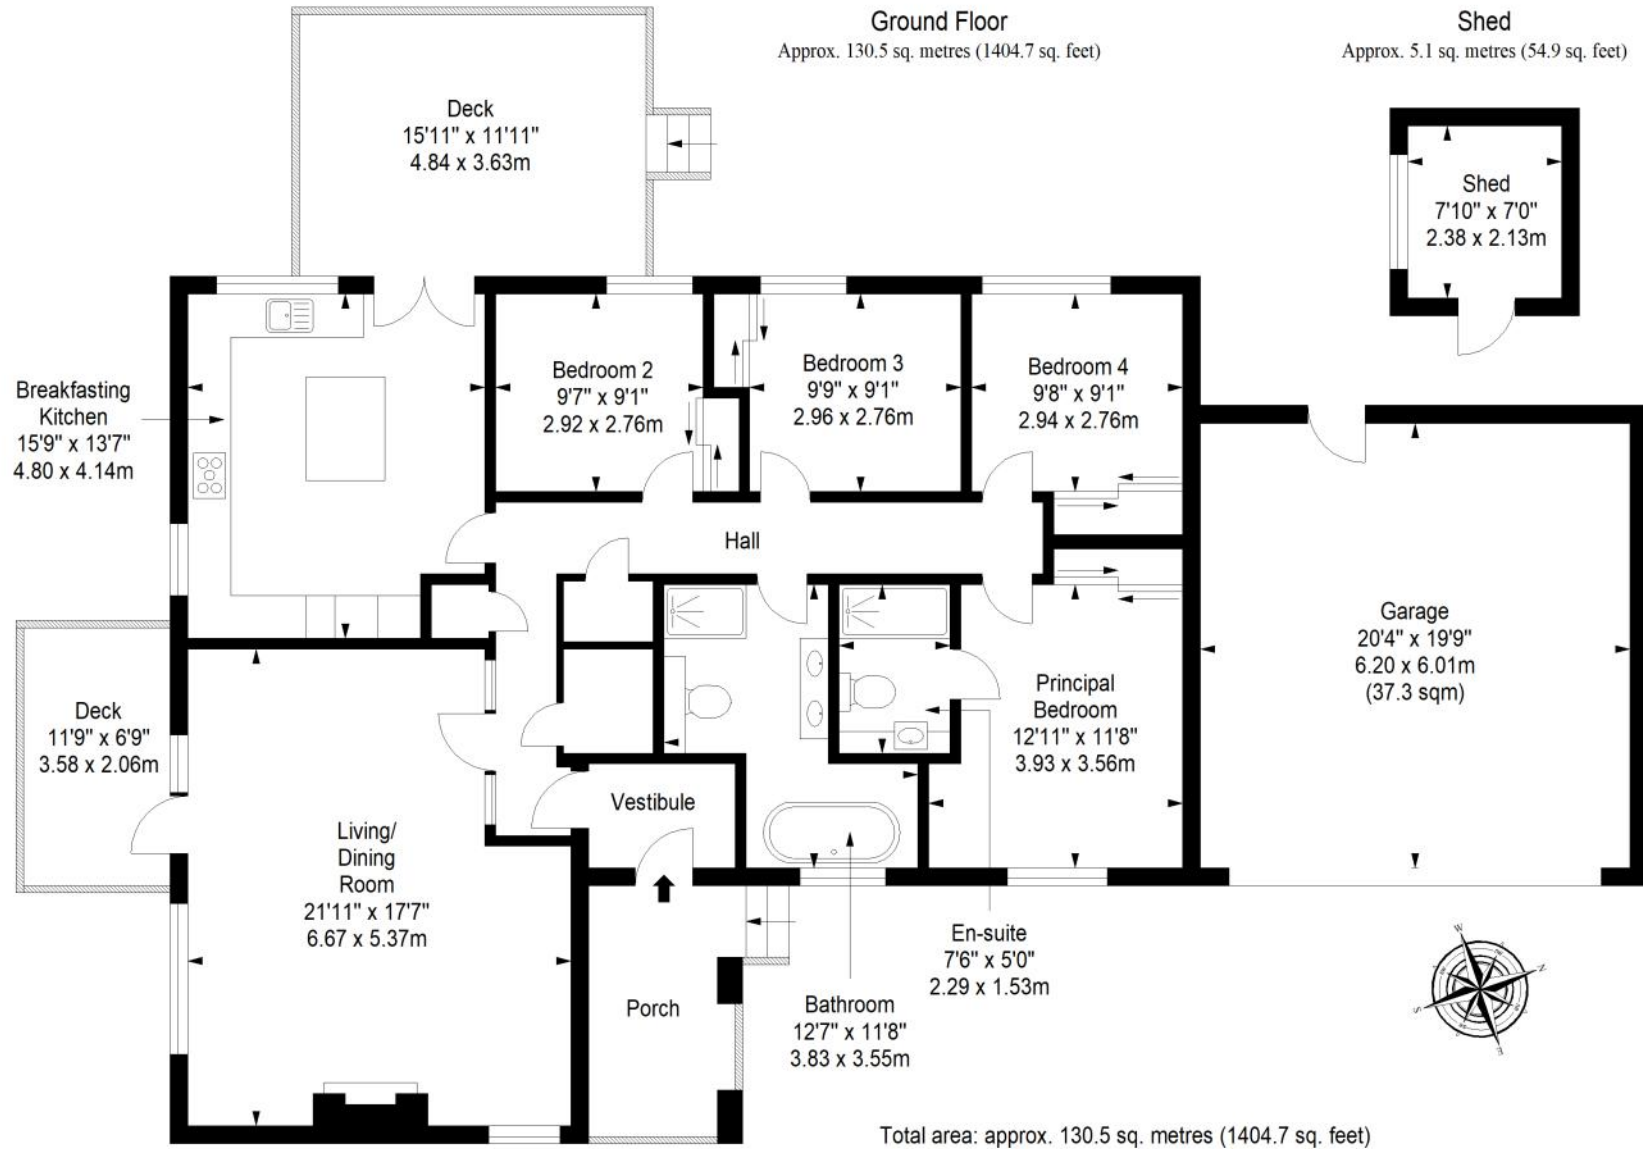 Ground Floor
Approx. 130.5 sq. metres (1404.7 sq. feet)
Shed
Approx. 5.1 sq. metres (54.9 sq. feet)
Deck
15'11" x 11'11"
4.84 x 3.63m
Shed
7'10" x 7'0"
2.38 x 2.13m
Breakfasting
Kitchen
15'9" x 13'7"
4.80 x 4.14m
Bedroom 2
9'7" x 9'1"
2.92 x 2.76m
Bedroom 3
9'9" x 9'1"
2.96 x 2.76m
Bedroom 4
9'8" x 9'1"
2.94 x 2.76m
Hall
Garage
20'4" x 19'9"
6.20 x 6.01m
(37.3 sqm)
Deck
11'9" x 6'9"
3.58 x 2.06m
Principal
Bedroom
12'11" x 11'8"
3.93 x 3.56m
Vestibule
Living/
Dining
Room
21'11" x 17'7"
6.67 x 5.37m
En-suite
7'6" x 5'0"
2.29 x 1.53m
Porch
Bathroom
12'7" x 11'8"
3.83 x 3.55m
W
N
S
E
Total area: approx. 130.5 sq. metres (1404.7 sq. feet)